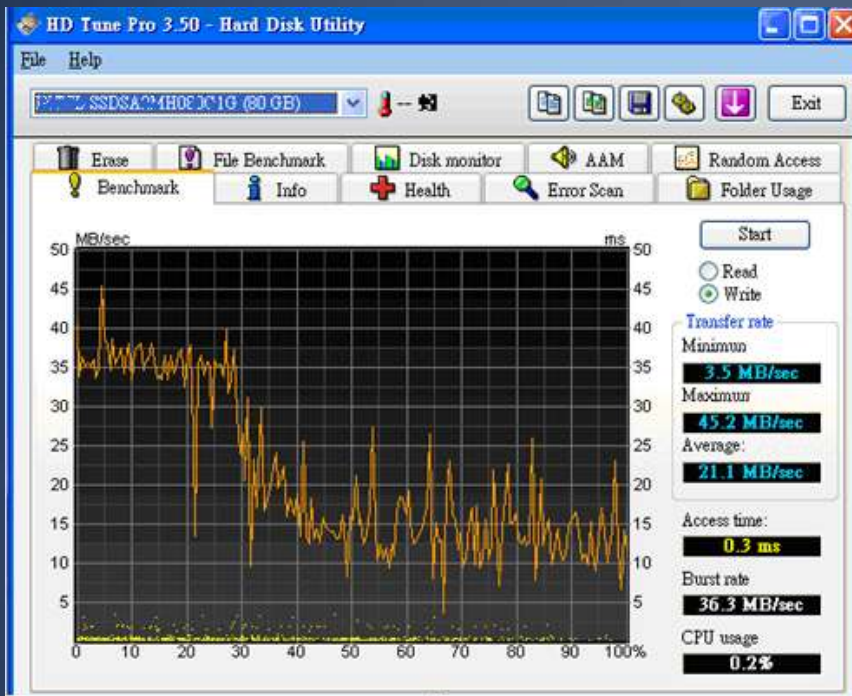 HD Tune Pro 3.50 - Hard Disk Utility
File Help
(80 GB) -- Exit
Erase File Benchmark Disk monitor AAM Random Access
Benchmark Info Health Error Scan Folder Usage
MB/sec ms Start
50 50
45 45
40 40
35 35
30 30
25 25
20 20
15 15
10 10
5 5
0 10 20 30 40 50 60 70 80 90 100%
Read
Write
Transfer rate
Minimun
3.5 MB/sec
Maximun
45.2 MB/sec
Average:
21.1 MB/sec
Access time:
0.3 ms
Burst rate
36.3 MB/sec
CPU usage
0.2%